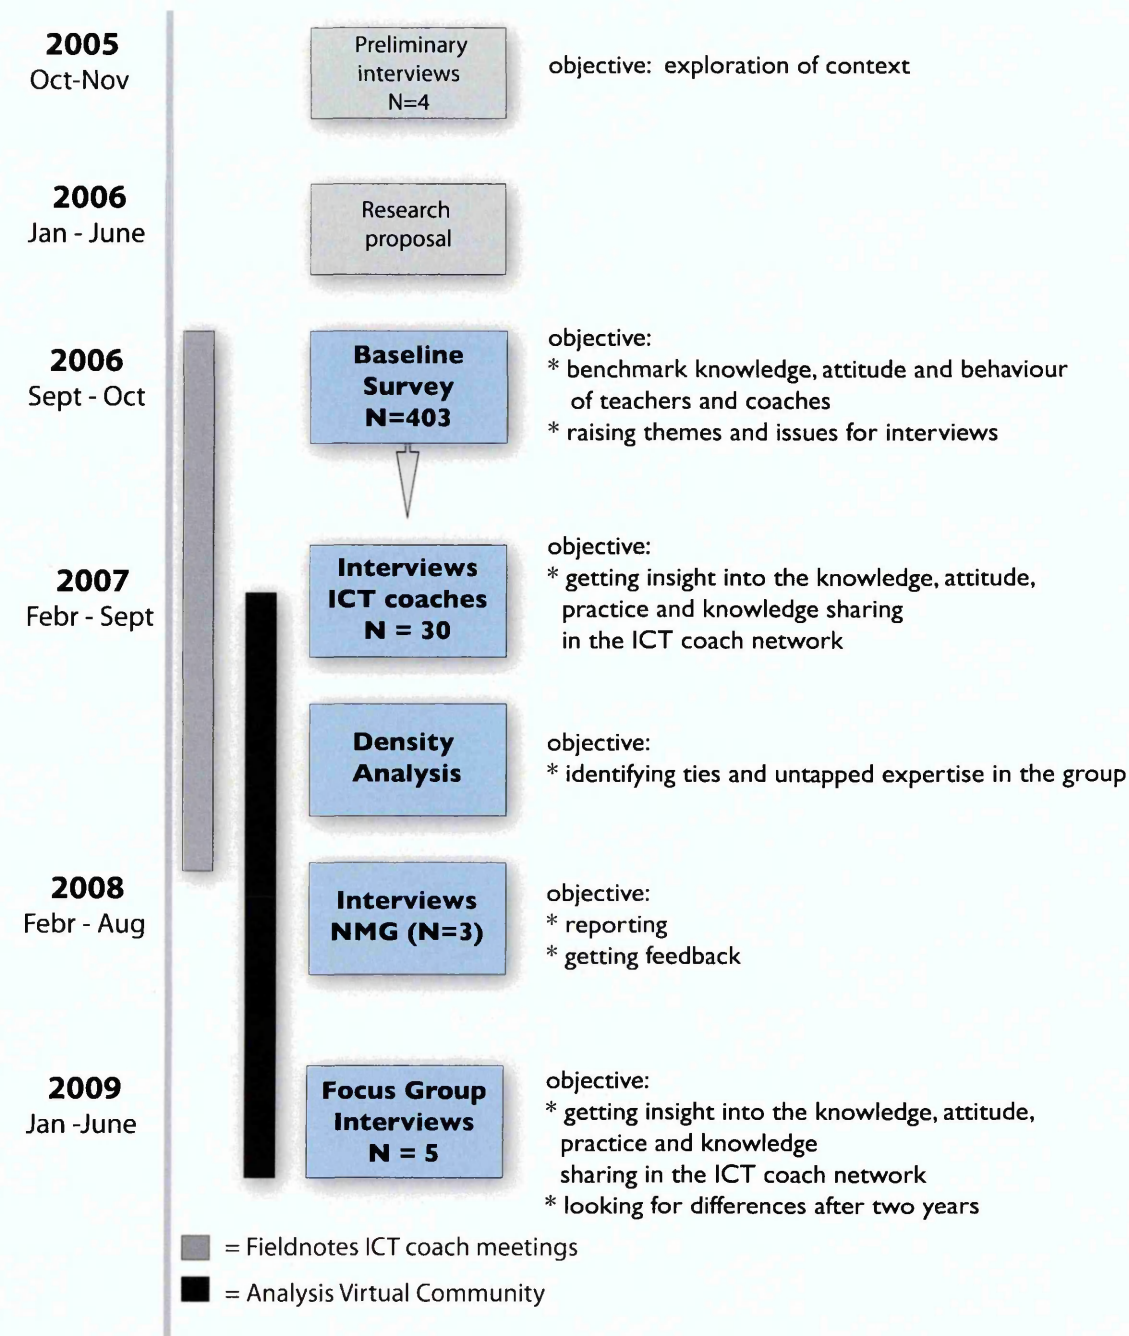 2005
Oct-Nov
Preliminary
interviews
N=4
objective: exploration of context
2006
Jan - June
Research
proposal
2006
Sept - Oct
Baseline
Survey
N=403
objective:
* benchmark knowledge, attitude and behaviour
of teachers and coaches
* raising themes and issues for interviews
2007
Febr - Sept
Interviews
ICT coaches
N = 30
objective:
* getting insight into the knowledge, attitude,
practice and knowledge sharing
in the ICT coach network
Density
Analysis
objective:
* identifying ties and untapped expertise in the group
2008
Febr - Aug
Interviews
NMG (N=3)
objective:
* reporting
* getting feedback
2009
Jan -June
Focus Group
Interviews
N = 5
objective:
* getting insight into the knowledge, attitude,
practice and knowledge
sharing in the ICT coach network
* looking for differences after two years
= Fieldnotes ICT coach meetings
= Analysis Virtual Community